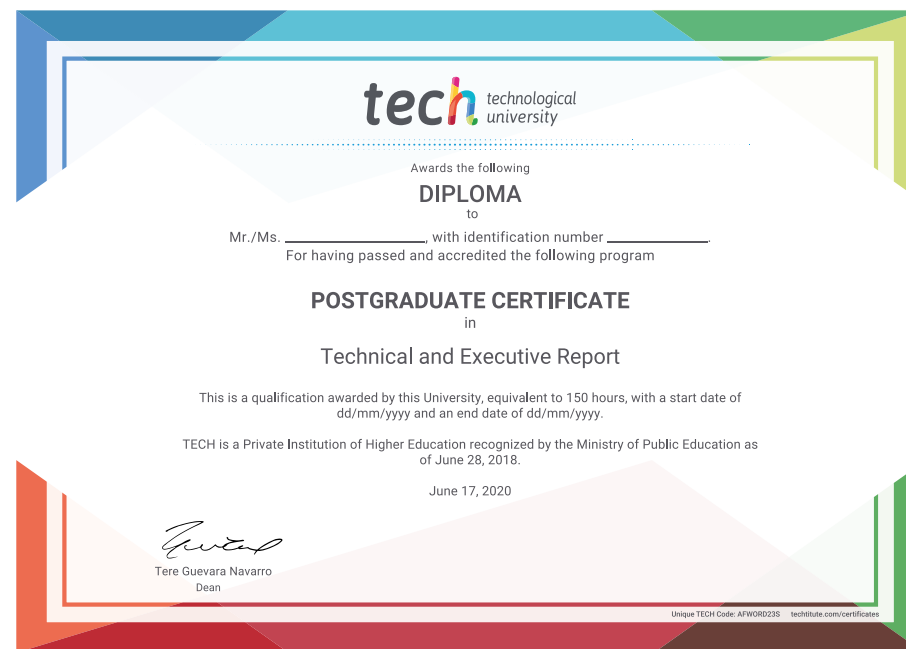 tech technological
university
Awards the following
DIPLOMA
to
Mr./Ms. ____________________, with identification number ______________.
For having passed and accredited the following program
POSTGRADUATE CERTIFICATE
in
Technical and Executive Report
This is a qualification awarded by this University, equivalent to 150 hours, with a start date of
dd/mm/yyyy and an end date of dd/mm/yyyy.
TECH is a Private Institution of Higher Education recognized by the Ministry of Public Education as
of June 28, 2018.
June 17, 2020
Tere Guevara Navarro
Dean
Unique TECH Code: AFWORD23S techtitute.com/certificates